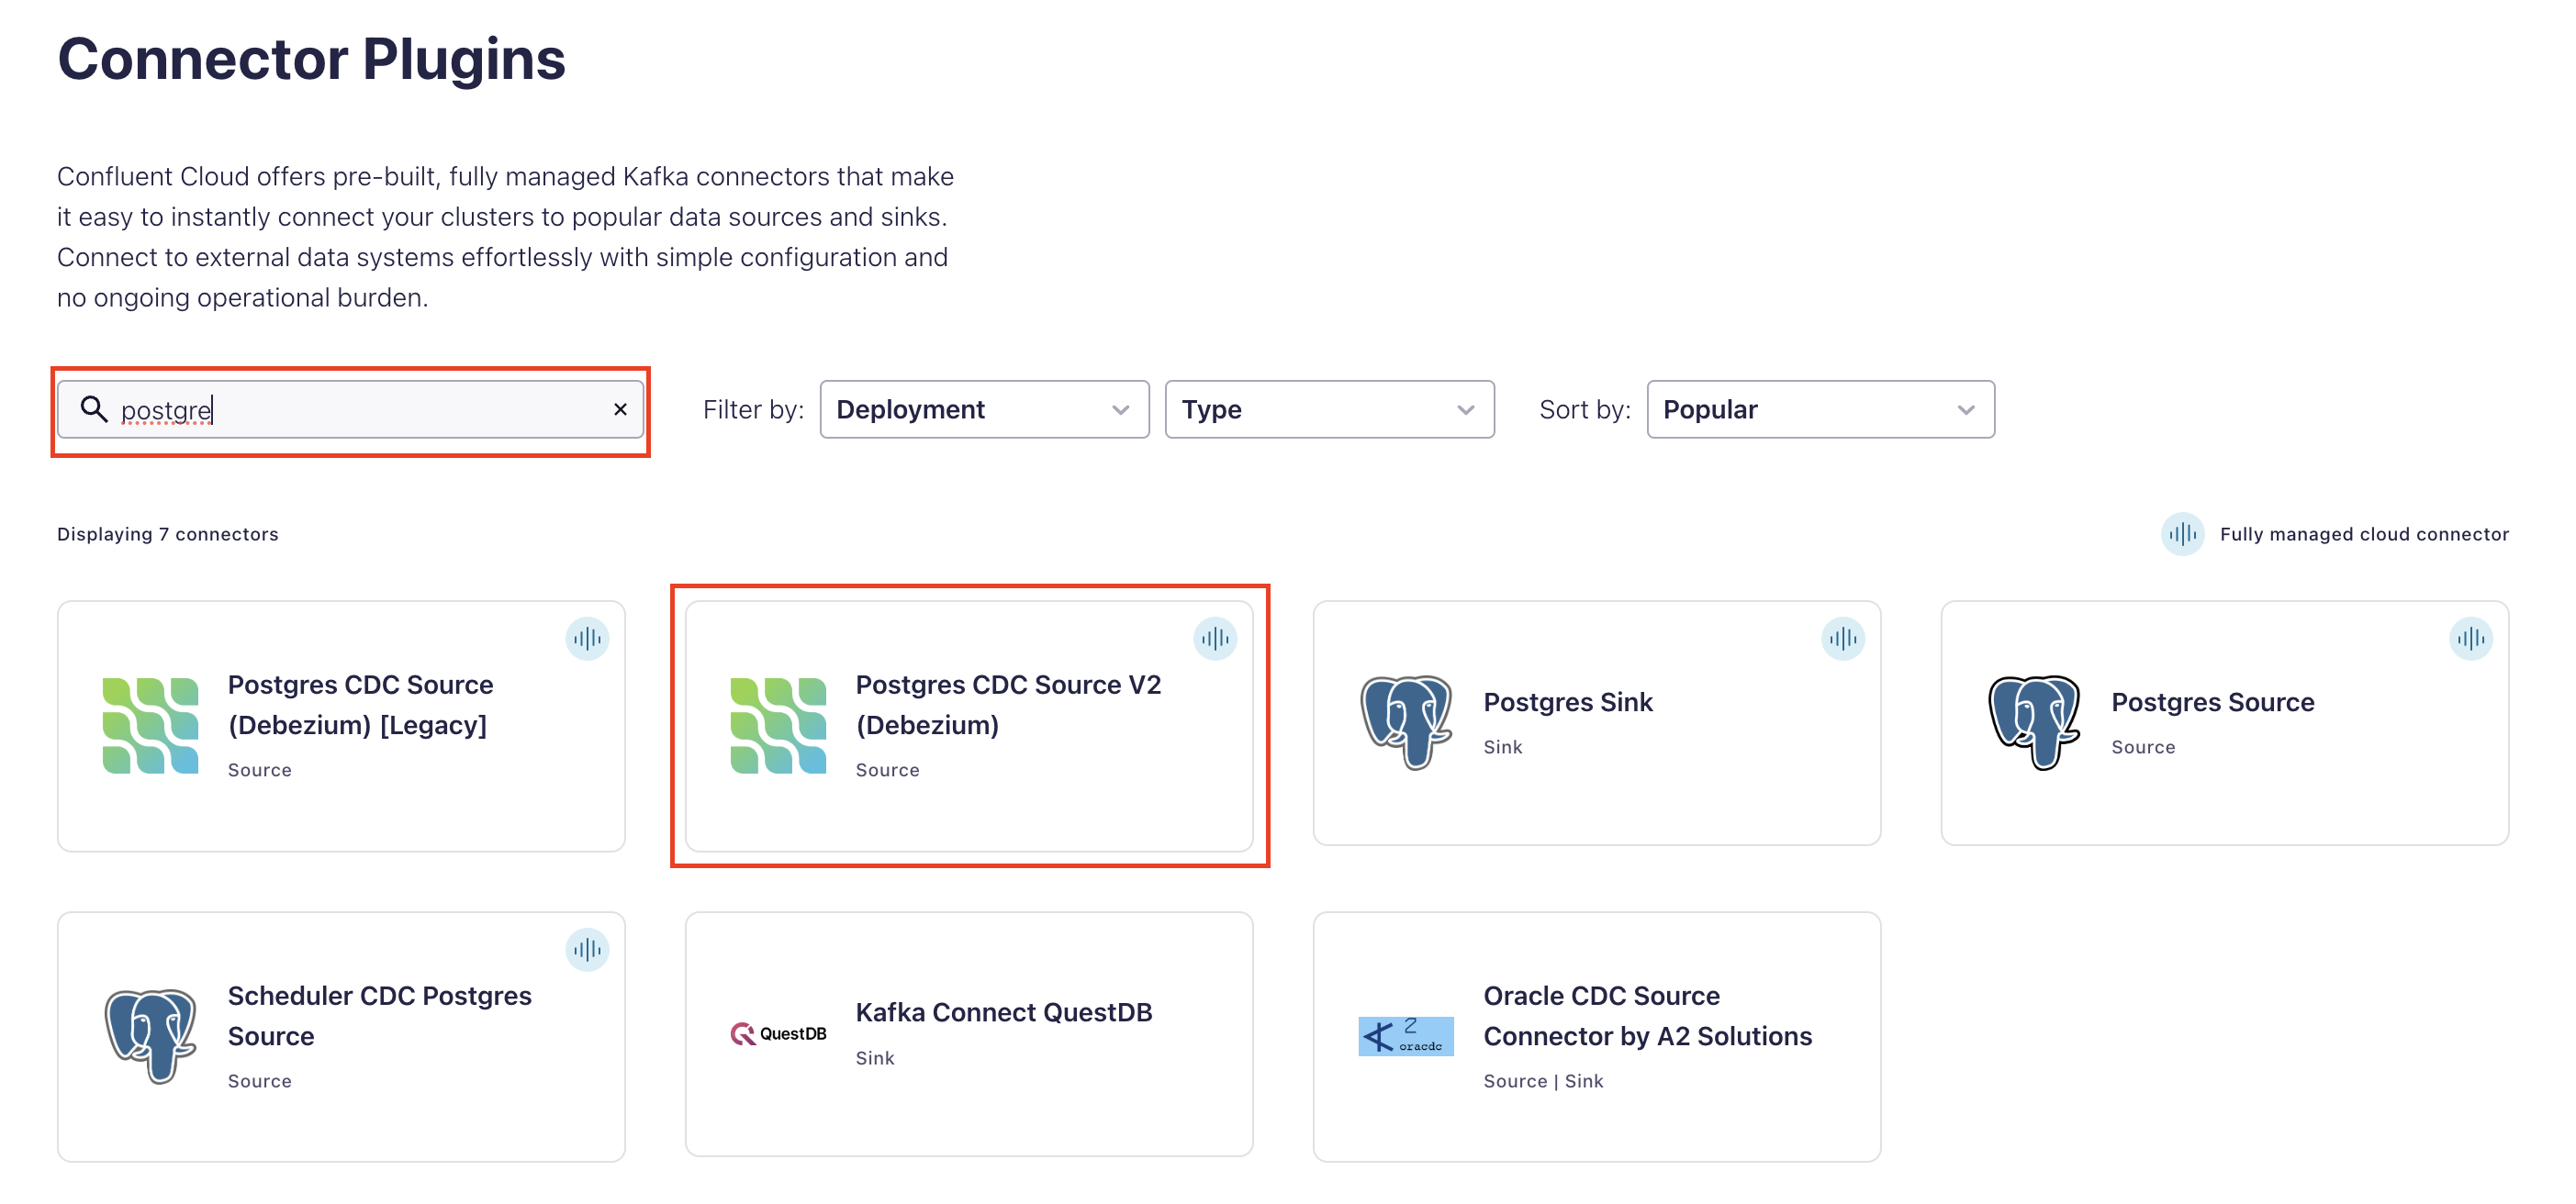 Connector Plugins
Confluent Cloud offers pre-built, fully managed Kafka connectors that make
it easy to instantly connect your clusters to popular data sources and sinks.
Connect to external data systems effortlessly with simple configuration and
no ongoing operational burden.
postgre
Filter by:
Deployment
Type
Sort by:
Popular
Displaying 7 connectors
Fully managed cloud connector
Postgres CDC Source
(Debezium) [Legacy]
Source
Postgres CDC Source V2
(Debezium)
Source
Postgres Sink
Sink
Postgres Source
Source
Scheduler CDC Postgres
Source
Source
QuestDB
Kafka Connect QuestDB
Sink
2
oracdc
Oracle CDC Source
Connector by A2 Solutions
Source | Sink